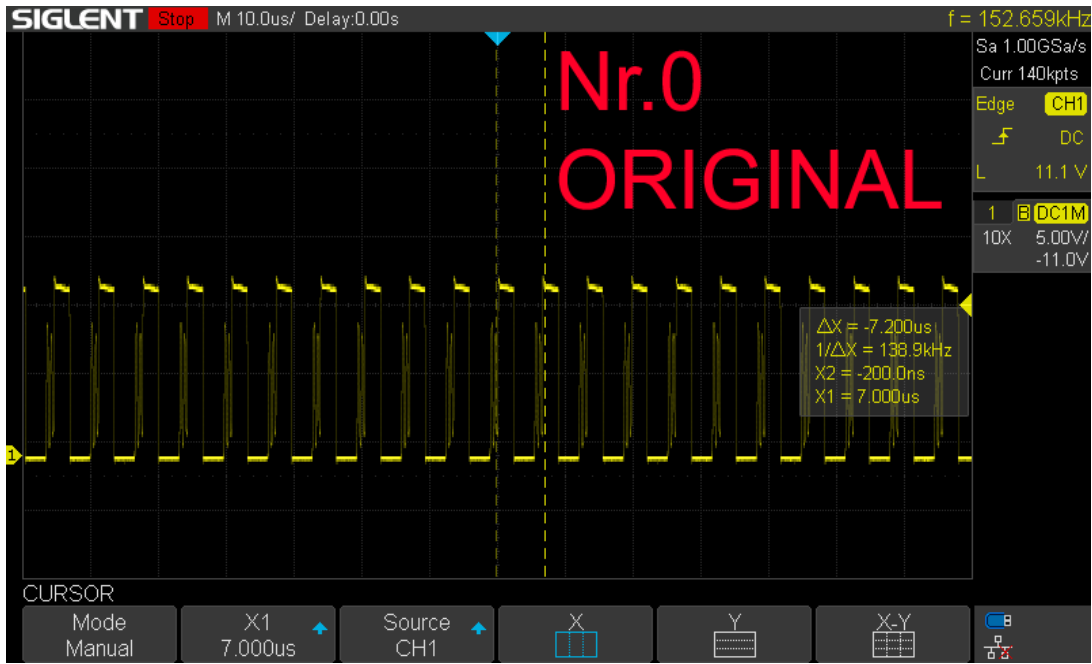 SIGLENT Stop M 10.0us/ Delay:0.00s f = 152.659kHz
Sa 1.00GSa/s
Curr 140kpts
Edge CH1
DC
L 11.1 V
1 B DC1M
10X 5.00V/
-11.0V
Nr.0
ORIGINAL
ΔX = -7.200us
1/ΔX = 138.9kHz
X2 = -200.0ns
X1 = 7.000us
1
CURSOR
Mode
Manual
X1
7.000us
Source
CH1
X
Y
X-Y